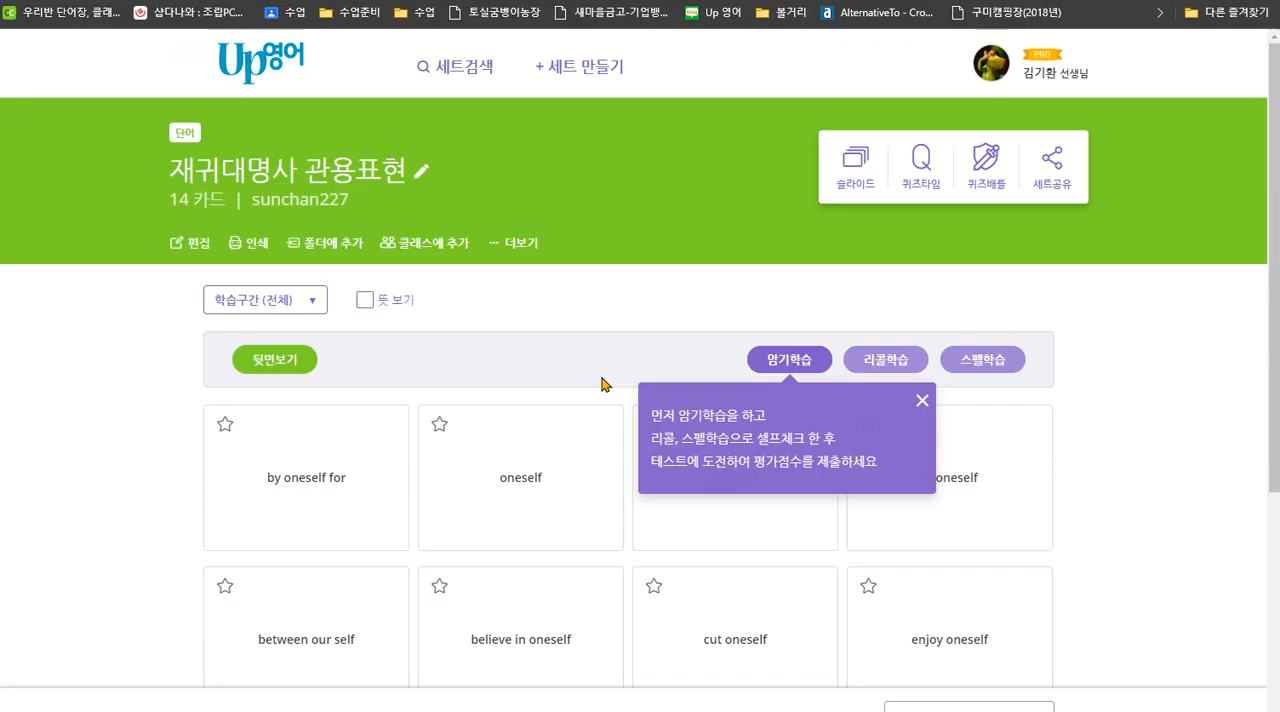 우리반 단어장, 클래... 샵다나와 : 조립PC... 수업 수업준비 수업 토실궁뱅이농장 새마을금고-기업뱅... Up 영어 볼거리 AlternativeTo - Cro... 구미캠핑장(2018년) 다른 즐겨찾기
Up영어
세트검색
+ 세트 만들기
PRO
김기환 선생님
단어
재귀대명사 관용표현
14 카드 | sunchan227
슬라이드
퀴즈타임
퀴즈배틀
세트공유
편집 인쇄 폴더에 추가 클래스에 추가 ··· 더보기
학습구간 (전체) ▼
뜻 보기
뒷면보기
암기학습
리콜학습
스펠학습
먼저 암기학습을 하고
리콜, 스펠학습으로 셀프체크 한 후
테스트에 도전하여 평가점수를 제출하세요
by oneself for
oneself
oneself
between our self
believe in oneself
cut oneself
enjoy oneself